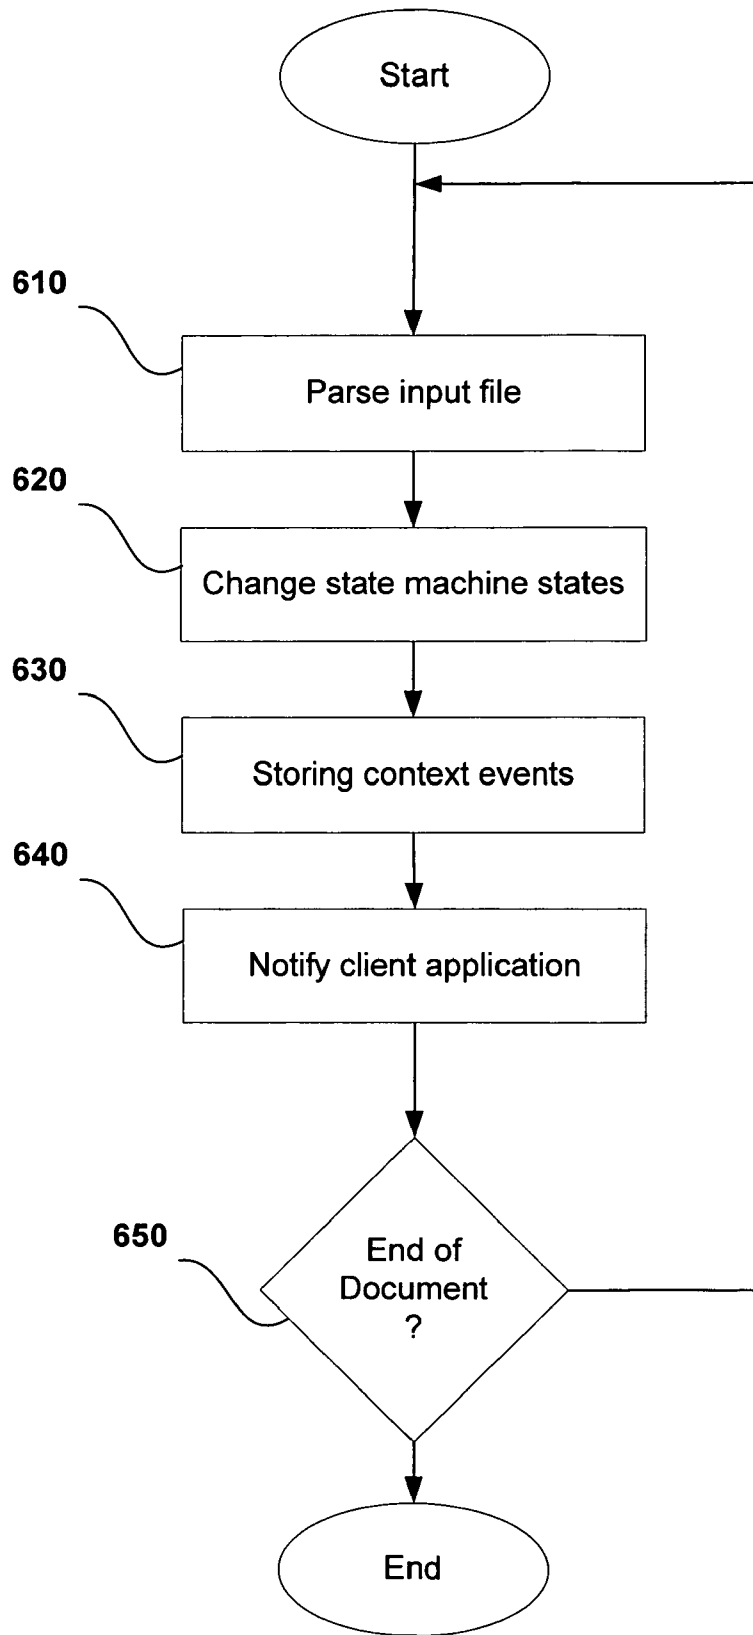 Start
610
Parse input file
620
Change state machine states
630
Storing context events
640
Notify client application
650
End of
Document
?
End